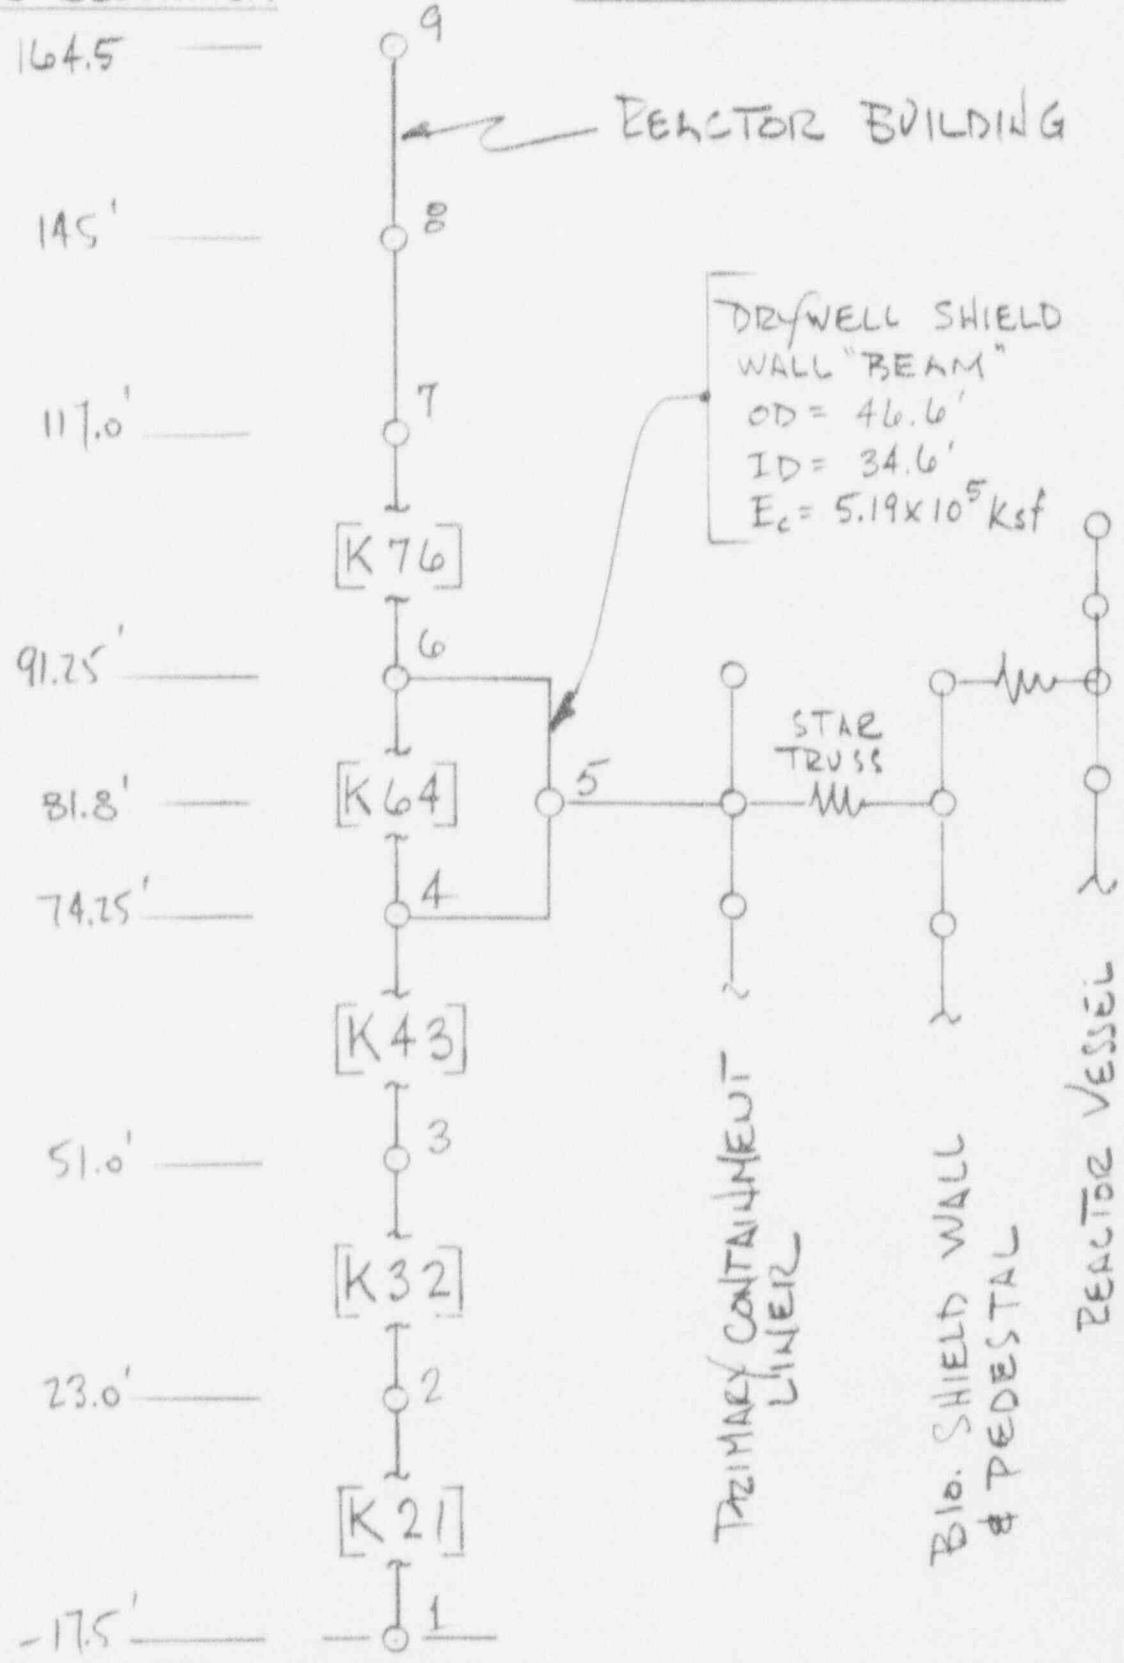 164.5
9
REACTOR BUILDING
145'
8
DRYWELL SHIELD
WALL "BEAM"
OD = 46.6'
ID = 34.6'
Ec = 5.19x10^5 Ksf
117.0'
7
[K76]
91.25'
6
STAR
TRUSS
81.8'
[K64]
5
74.25'
4
[K43]
51.0'
3
[K32]
23.0'
2
[K21]
-17.5'
1
PRIMARY CONTAINMENT
LINER
BIO. SHIELD WALL
& PEDESTAL
REACTOR VESSEL